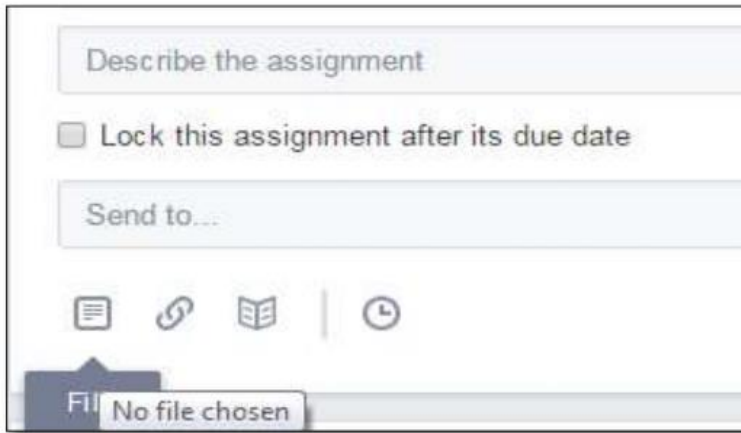 Describe the assignment
Lock this assignment after its due date
Send to...
No file chosen